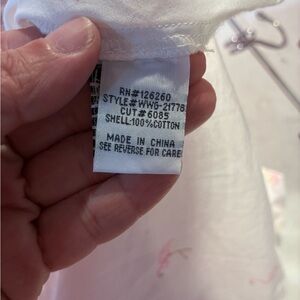 RN#126260
STYLE#WWG-21778
CUT#6085
SHELL:100%COTTON
MADE IN CHINA
SEE REVERSE FOR CARE